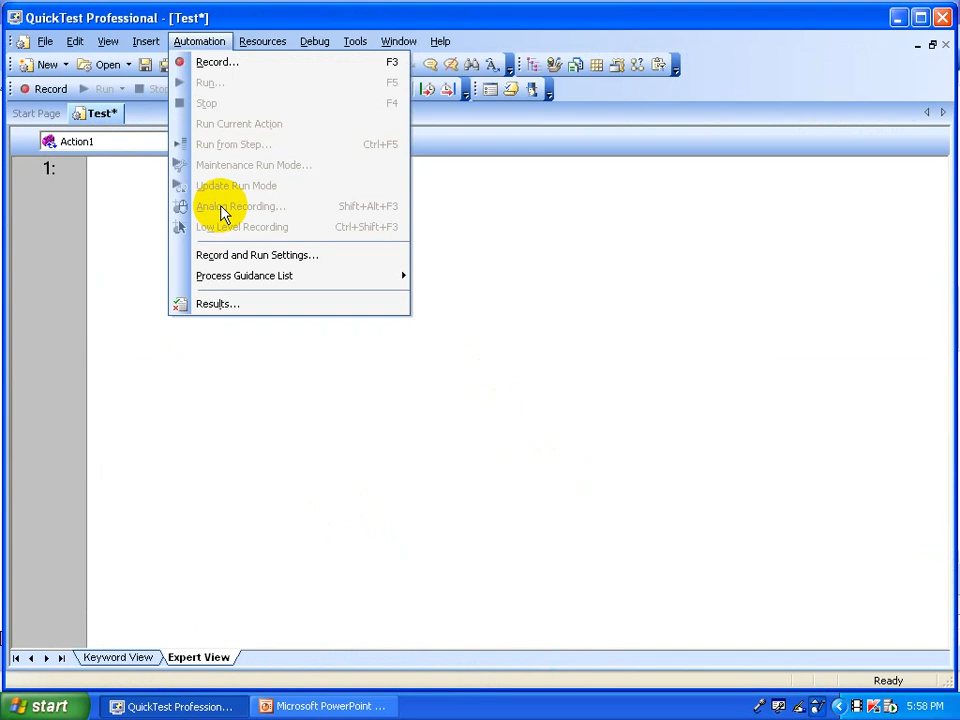 QuickTest Professional - [Test*]
File Edit View Insert Automation Resources Debug Tools Window Help
New Open
Record Run Stop
Start Page Test*
Action1
1:
Record... F3
Run... F5
Stop F4
Run Current Action
Run from Step... Ctrl+F5
Maintenance Run Mode...
Update Run Mode
Analog Recording... Shift+Alt+F3
Low Level Recording Ctrl+Shift+F3
Record and Run Settings...
Process Guidance List
Results...
Keyword View Expert View
Ready
start QuickTest Profession... Microsoft PowerPoint ... 5:58 PM